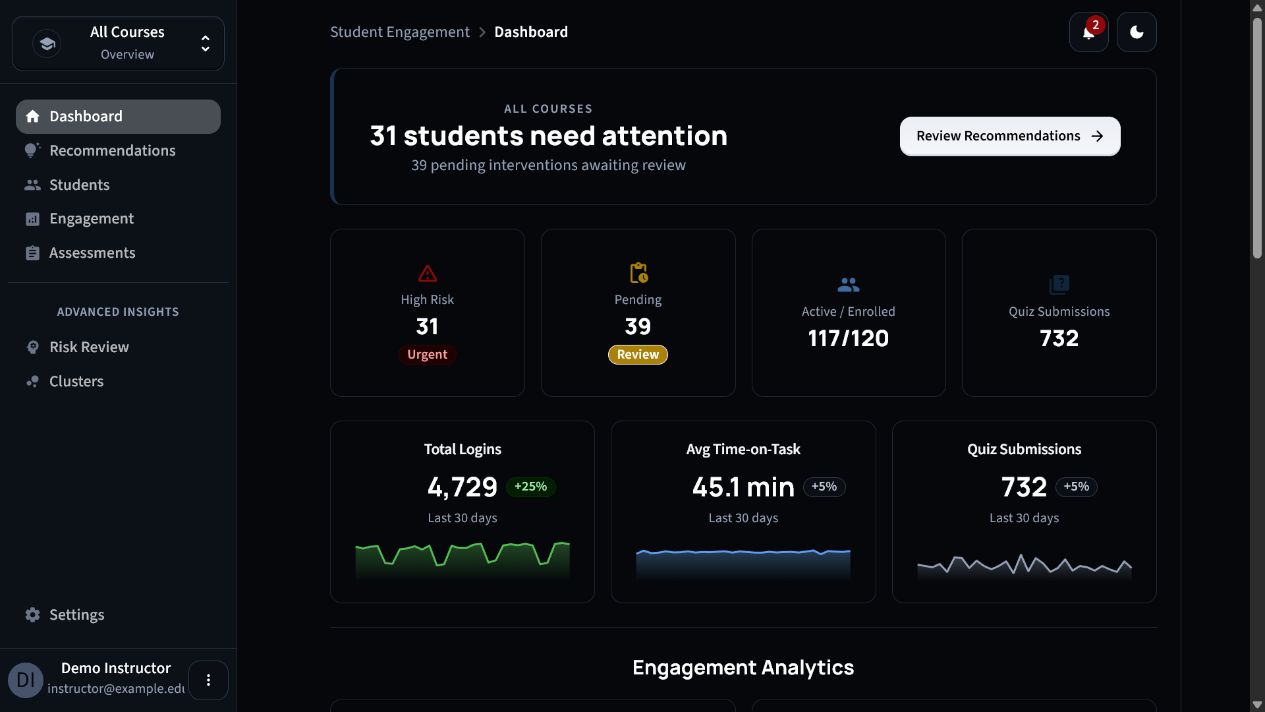 All Courses
Overview
Dashboard
Recommendations
Students
Engagement
Assessments
ADVANCED INSIGHTS
Risk Review
Clusters
Settings
DI
Demo Instructor
instructor@example.edu
Student Engagement > Dashboard
2
ALL COURSES
31 students need attention
39 pending interventions awaiting review
Review Recommendations →
High Risk
31
Urgent
Pending
39
Review
Active / Enrolled
117/120
Quiz Submissions
732
Total Logins
4,729 +25%
Last 30 days
Avg Time-on-Task
45.1 min +5%
Last 30 days
Quiz Submissions
732 +5%
Last 30 days
Engagement Analytics